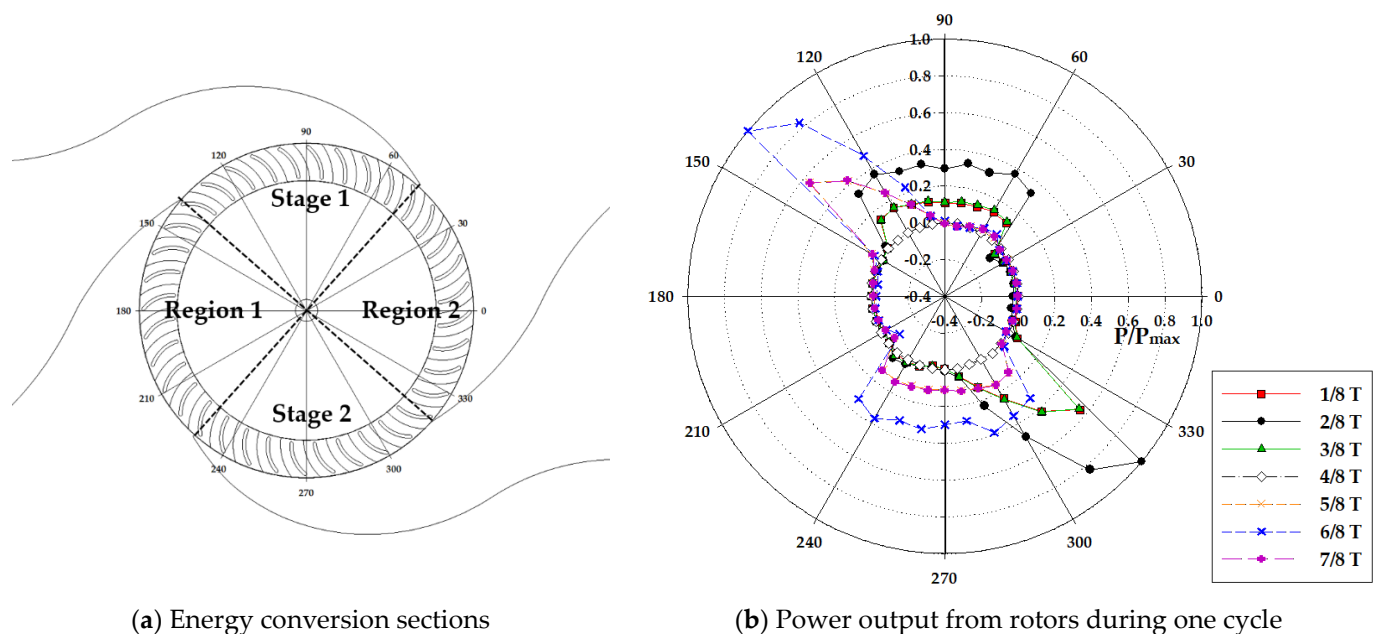 90
120
60
Stage 1
150
30
180
Region 1
Region 2
0
210
330
Stage 2
240
300
270
(a) Energy conversion sections
90
1.0
120
60
0.8
0.6
0.4
150
30
0.2
0.0
-0.2
180
-0.4
0
-0.4 -0.2 0.0 0.2 0.4 0.6 0.8 1.0
P/Pmax
210
330
240
300
270
1/8 T
2/8 T
3/8 T
4/8 T
5/8 T
6/8 T
7/8 T
(b) Power output from rotors during one cycle